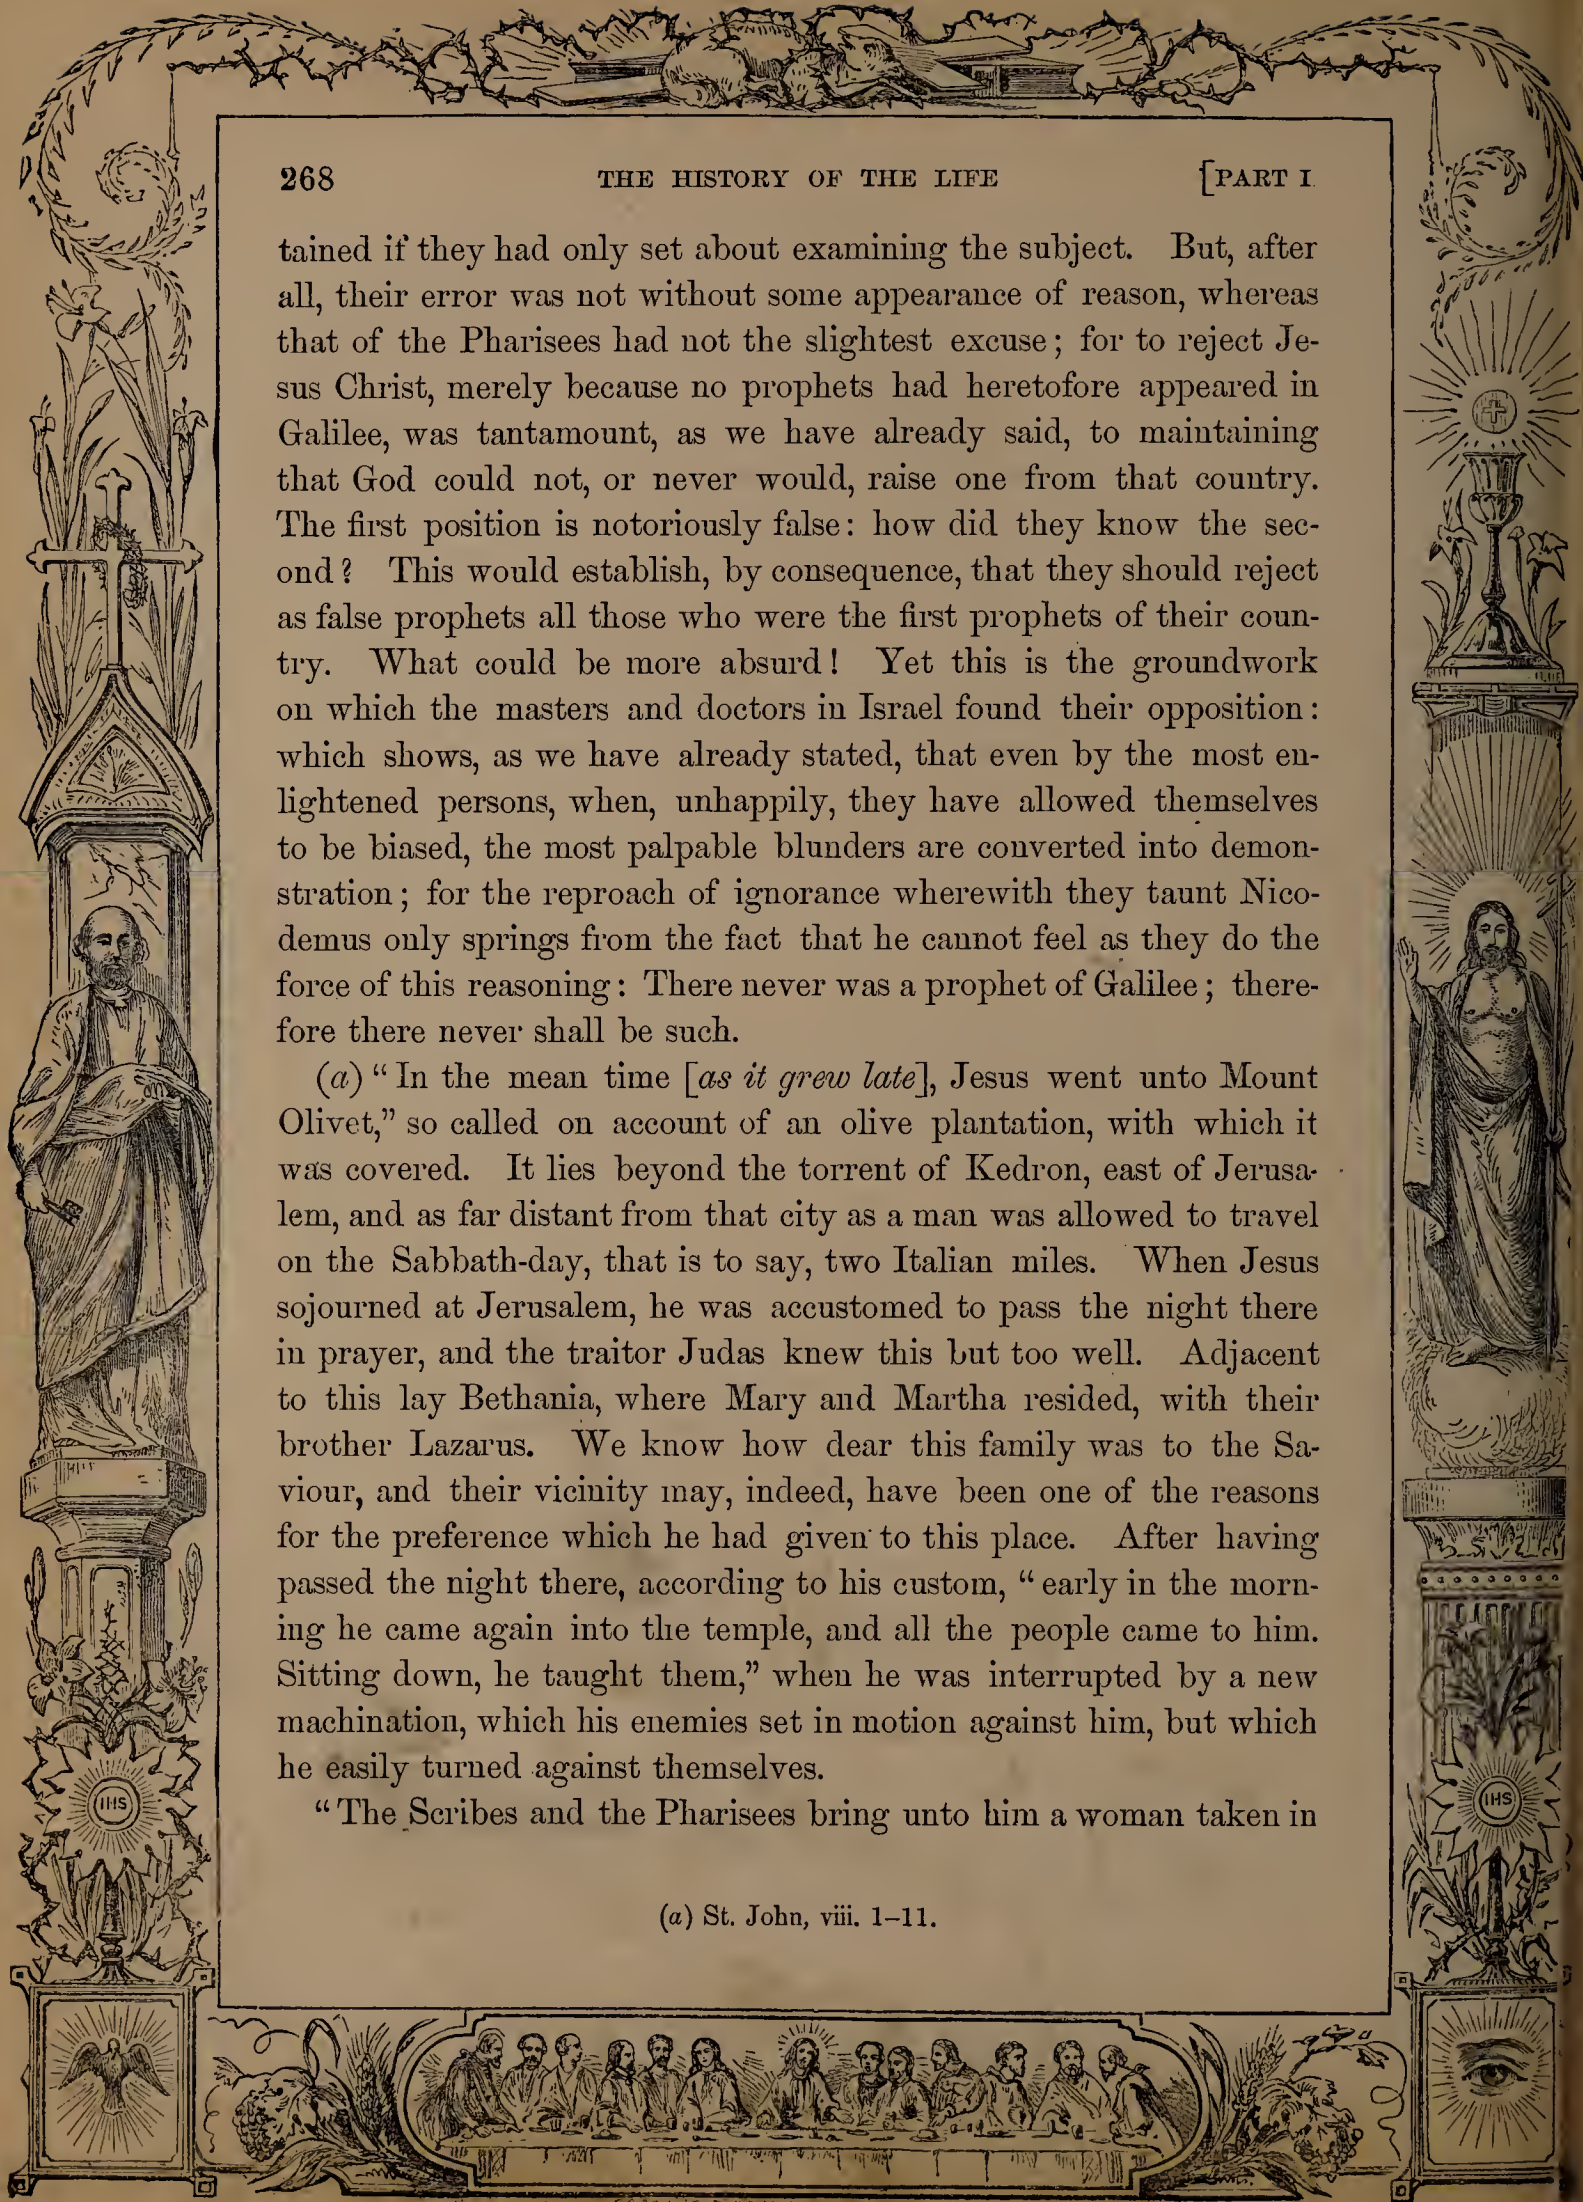 268 THE HISTORY OF THE LIFE [PART I
tained if they had only set about examining the subject. But, after
all, their error was not without some appearance of reason, whereas
that of the Pharisees had not the slightest excuse; for to reject Je-
sus Christ, merely because no prophets had heretofore appeared in
Galilee, was tantamount, as we have already said, to maintaining
that God could not, or never would, raise one from that country.
The first position is notoriously false: how did they know the sec-
ond? This would establish, by consequence, that they should reject
as false prophets all those who were the first prophets of their coun-
try. What could be more absurd! Yet this is the groundwork
on which the masters and doctors in Israel found their opposition:
which shows, as we have already stated, that even by the most en-
lightened persons, when, unhappily, they have allowed themselves
to be biased, the most palpable blunders are converted into demon-
stration; for the reproach of ignorance wherewith they taunt Nico-
demus only springs from the fact that he cannot feel as they do the
force of this reasoning: There never was a prophet of Galilee; there-
fore there never shall be such.
(a) “In the mean time [as it grew late], Jesus went unto Mount
Olivet,” so called on account of an olive plantation, with which it
was covered. It lies beyond the torrent of Kedron, east of Jerusa-
lem, and as far distant from that city as a man was allowed to travel
on the Sabbath-day, that is to say, two Italian miles. When Jesus
sojourned at Jerusalem, he was accustomed to pass the night there
in prayer, and the traitor Judas knew this but too well. Adjacent
to this lay Bethania, where Mary and Martha resided, with their
brother Lazarus. We know how dear this family was to the Sa-
viour, and their vicinity may, indeed, have been one of the reasons
for the preference which he had given to this place. After having
passed the night there, according to his custom, “early in the morn-
ing he came again into the temple, and all the people came to him.
Sitting down, he taught them,” when he was interrupted by a new
machination, which his enemies set in motion against him, but which
he easily turned against themselves.
“The Scribes and the Pharisees bring unto him a woman taken in
(a) St. John, viii. 1–11.
IHS
IHS